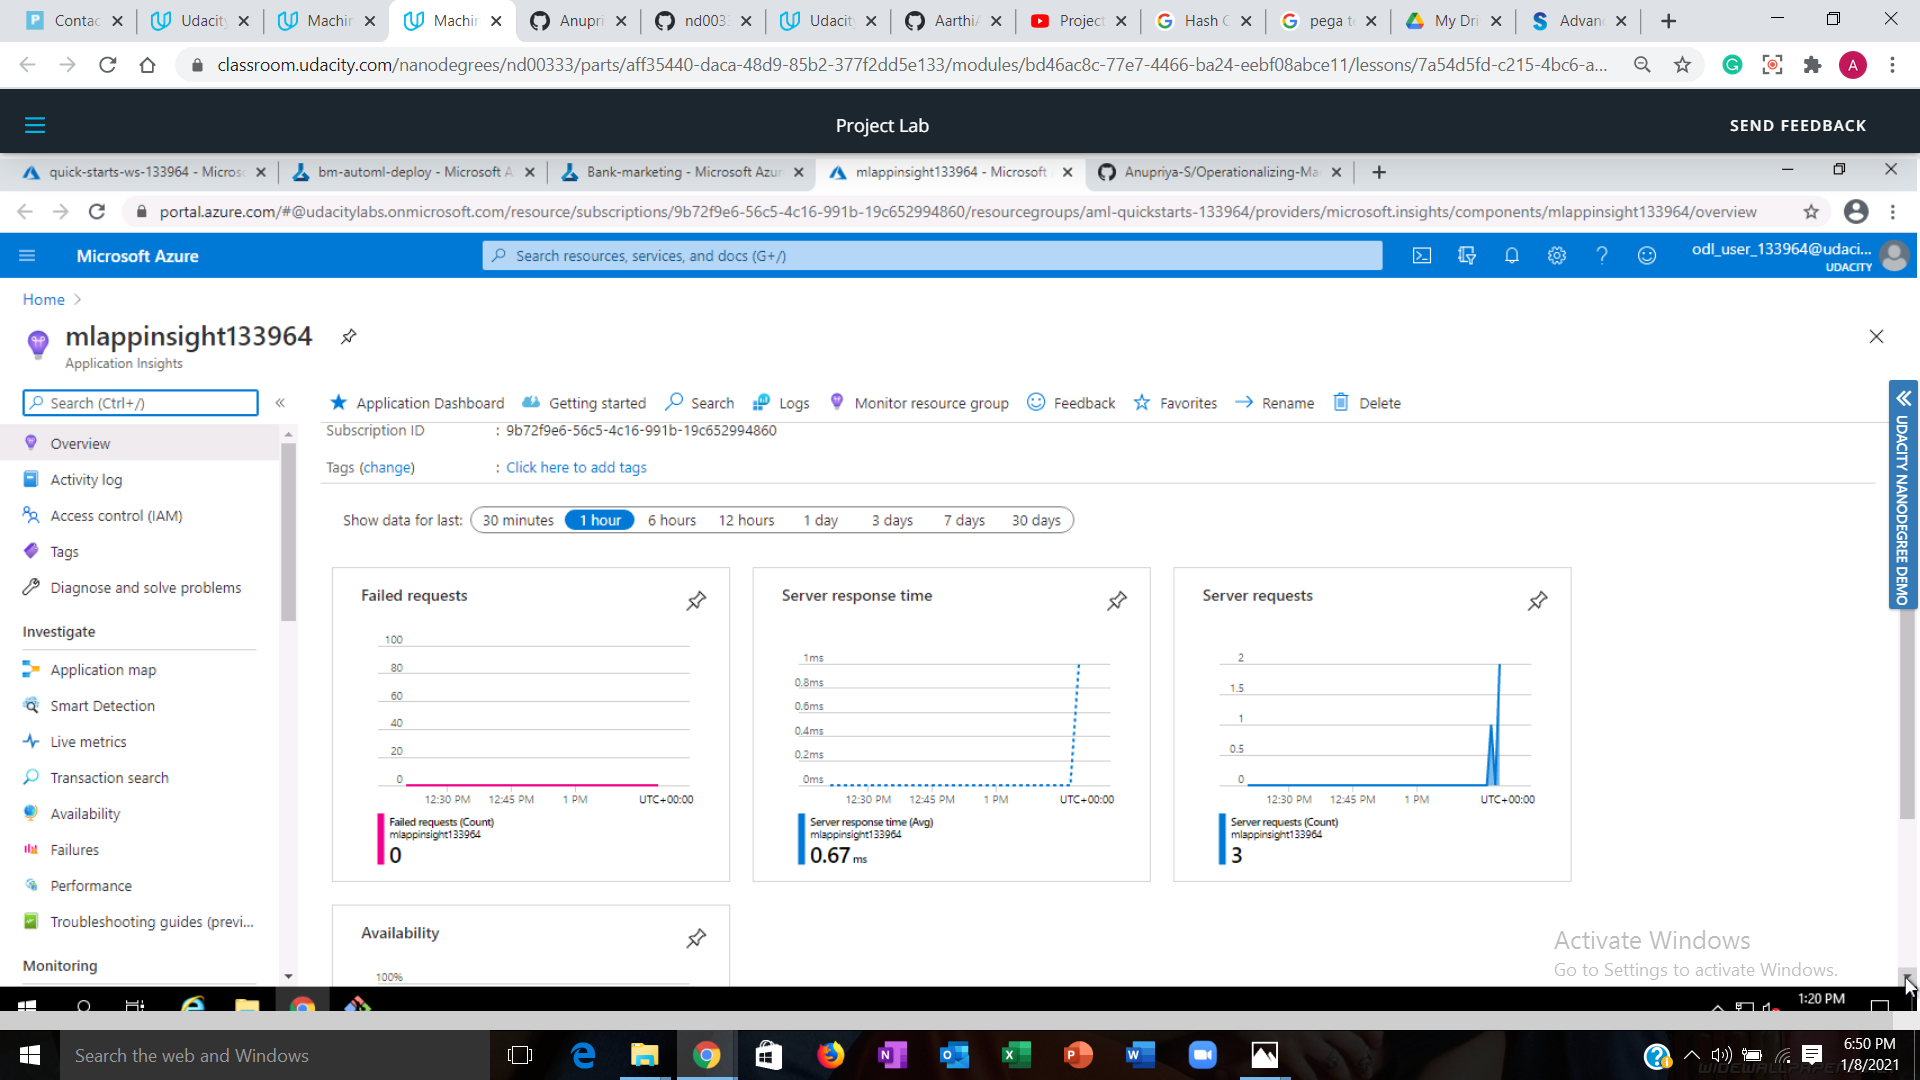 Contac
Udacity
Machin
Machin
Anupri
nd003
Udacit
AarthiA
Project
Hash C
pega t
My Dri
Advan
classroom.udacity.com/nanodegrees/nd00333/parts/aff35440-daca-48d9-85b2-377f2dd5e133/modules/bd46ac8c-77e7-4466-ba24-eebf08abce11/lessons/7a54d5fd-c215-4bc6-a...
A
Project Lab
SEND FEEDBACK
quick-starts-ws-133964 - Micros
bm-automl-deploy - Microsoft A
Bank-marketing - Microsoft Azur
mlappinsight133964 - Microsoft
Anupriya-S/Operationalizing-Ma
portal.azure.com/#@udacitylabs.onmicrosoft.com/resource/subscriptions/9b72f9e6-56c5-4c16-991b-19c652994860/resourcegroups/aml-quickstarts-133964/providers/microsoft.insights/components/mlappinsight133964/overview
Microsoft Azure
Search resources, services, and docs (G+/)
odl_user_133964@udaci...
UDACITY
Home
mlappinsight133964
Application Insights
Search (Ctrl+/)
Application Dashboard
Getting started
Search
Logs
Monitor resource group
Feedback
Favorites
Rename
Delete
Overview
Activity log
Access control (IAM)
Tags
Diagnose and solve problems
Investigate
Application map
Smart Detection
Live metrics
Transaction search
Availability
Failures
Performance
Troubleshooting guides (previ...
Monitoring
Subscription ID : 9b72f9e6-56c5-4c16-991b-19c652994860
Tags (change) : Click here to add tags
Show data for last: 30 minutes 1 hour 6 hours 12 hours 1 day 3 days 7 days 30 days
Failed requests
100
80
60
40
20
0
12:30 PM 12:45 PM 1 PM UTC+00:00
Failed requests (Count)
mlappinsight133964
0
Server response time
1ms
0.8ms
0.6ms
0.4ms
0.2ms
0ms
12:30 PM 12:45 PM 1 PM UTC+00:00
Server response time (Avg)
mlappinsight133964
0.67 ms
Server requests
2
1.5
1
0.5
0
12:30 PM 12:45 PM 1 PM UTC+00:00
Server requests (Count)
mlappinsight133964
3
Availability
100%
UDACITY NANODEGREE DEMO
Activate Windows
Go to Settings to activate Windows.
1:20 PM
Search the web and Windows
6:50 PM
1/8/2021